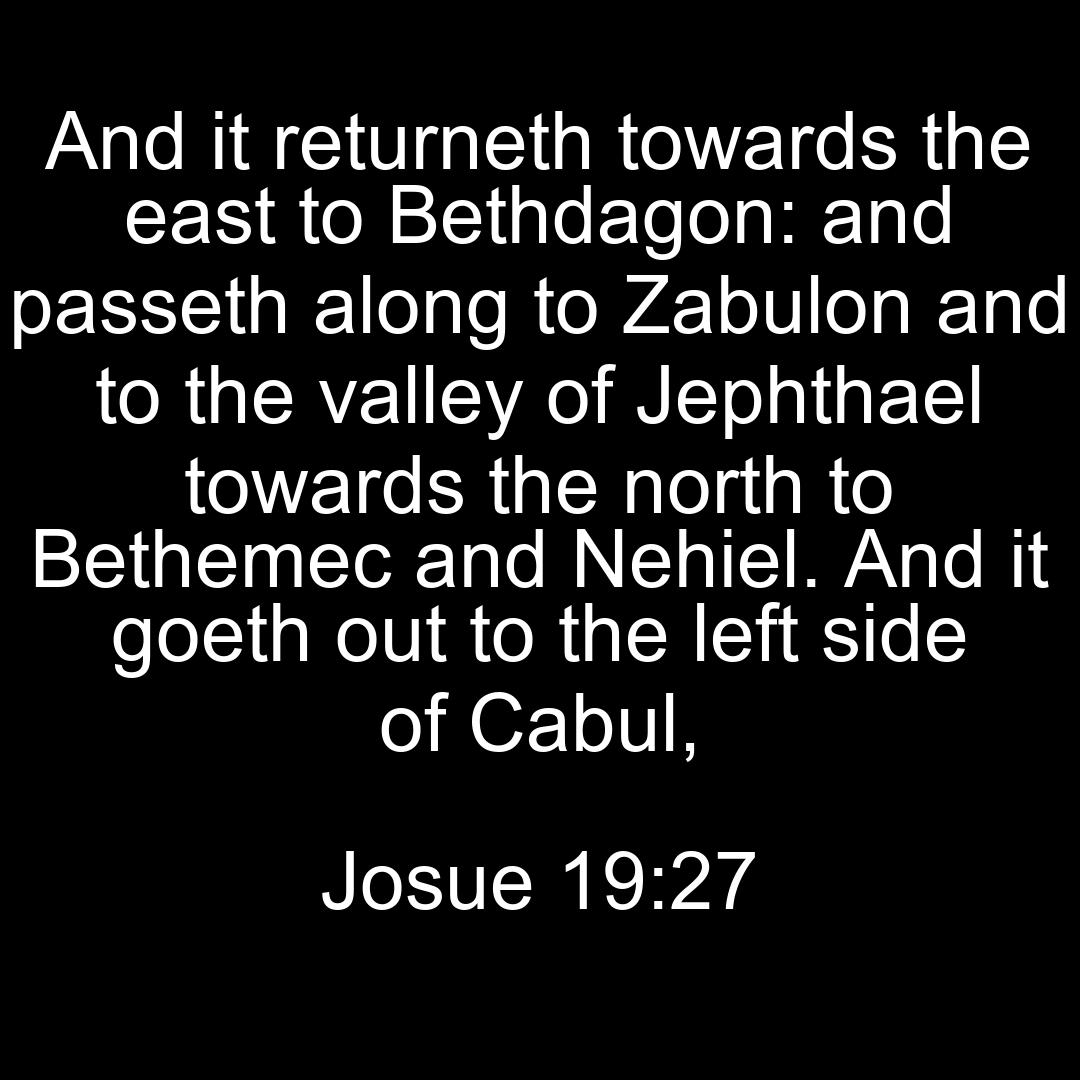 And it returneth towards the
east to Bethdagon: and
passeth along to Zabulon and
to the valley of Jephthael
towards the north to
Bethemec and Nehiel. And it
goeth out to the left side
of Cabul,
Josue 19:27